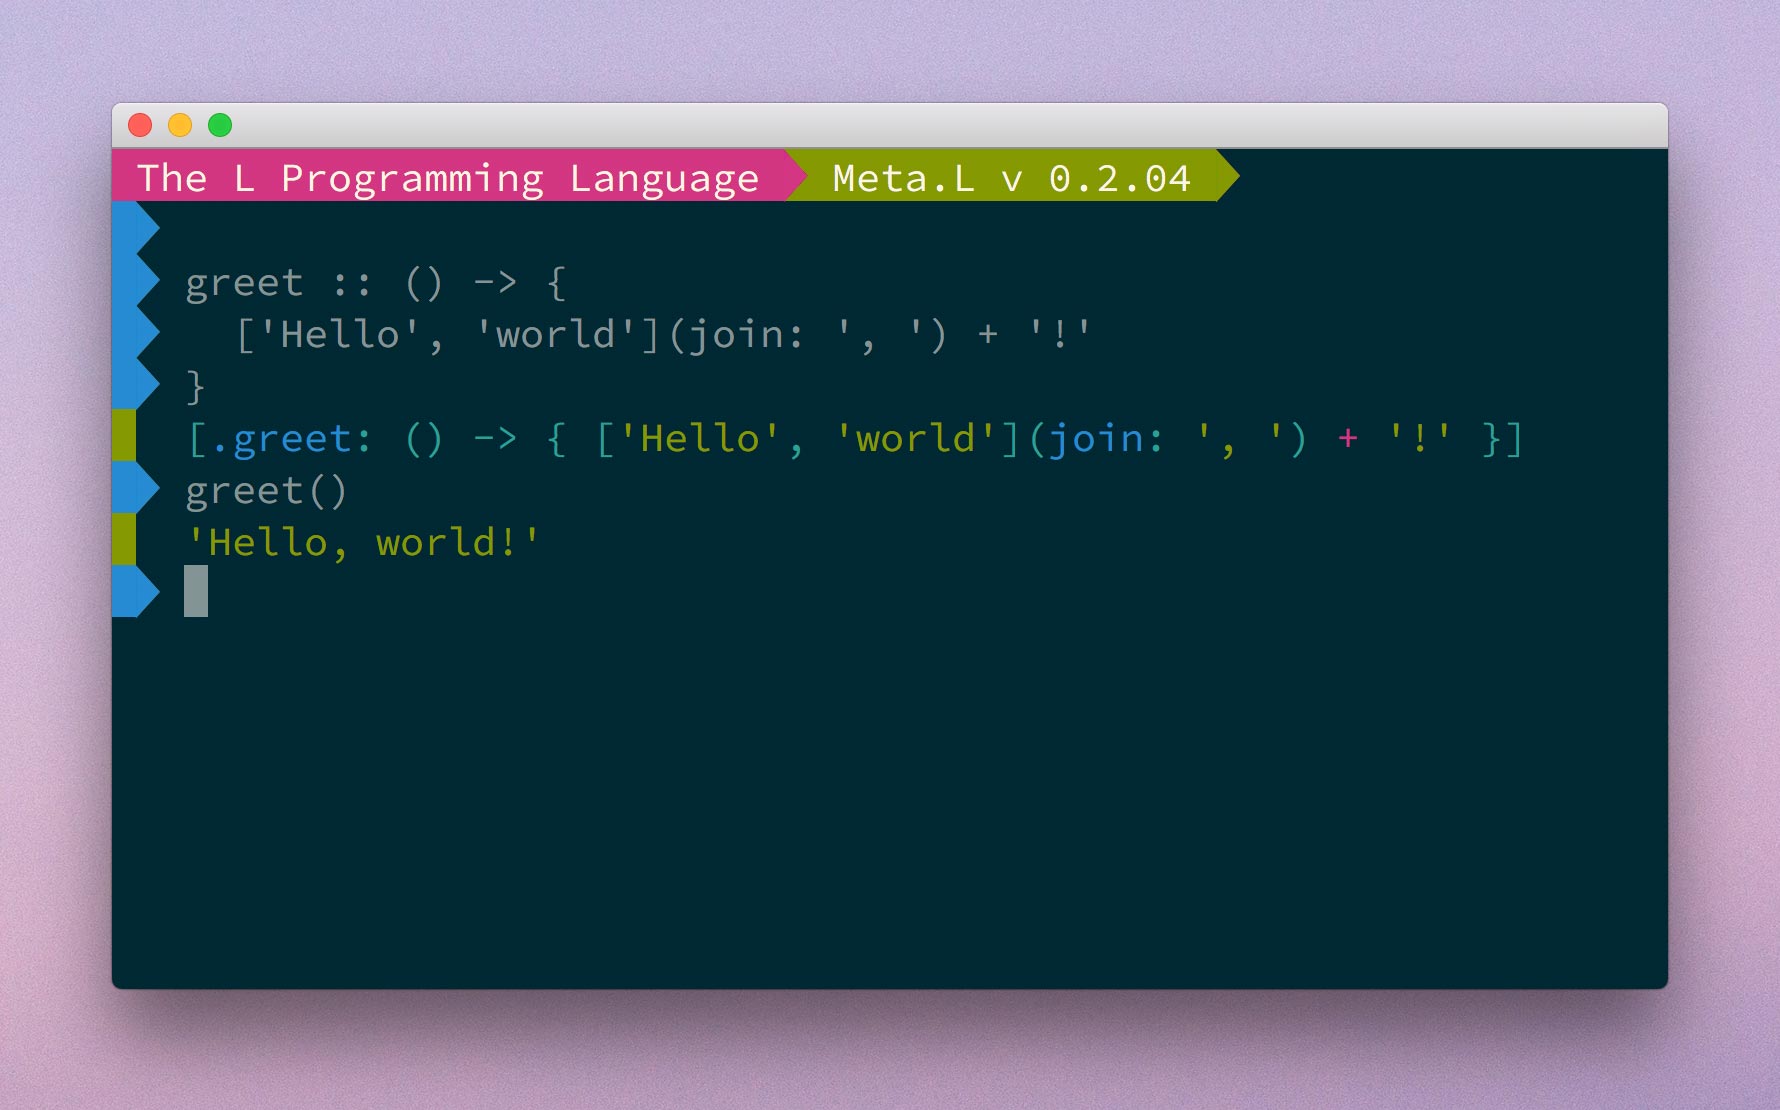 The L Programming Language Meta.L v 0.2.04
greet :: () -> {
  ['Hello', 'world'](join: ', ') + '!'
}
[.greet: () -> { ['Hello', 'world'](join: ', ') + '!' }]
greet()
'Hello, world!'